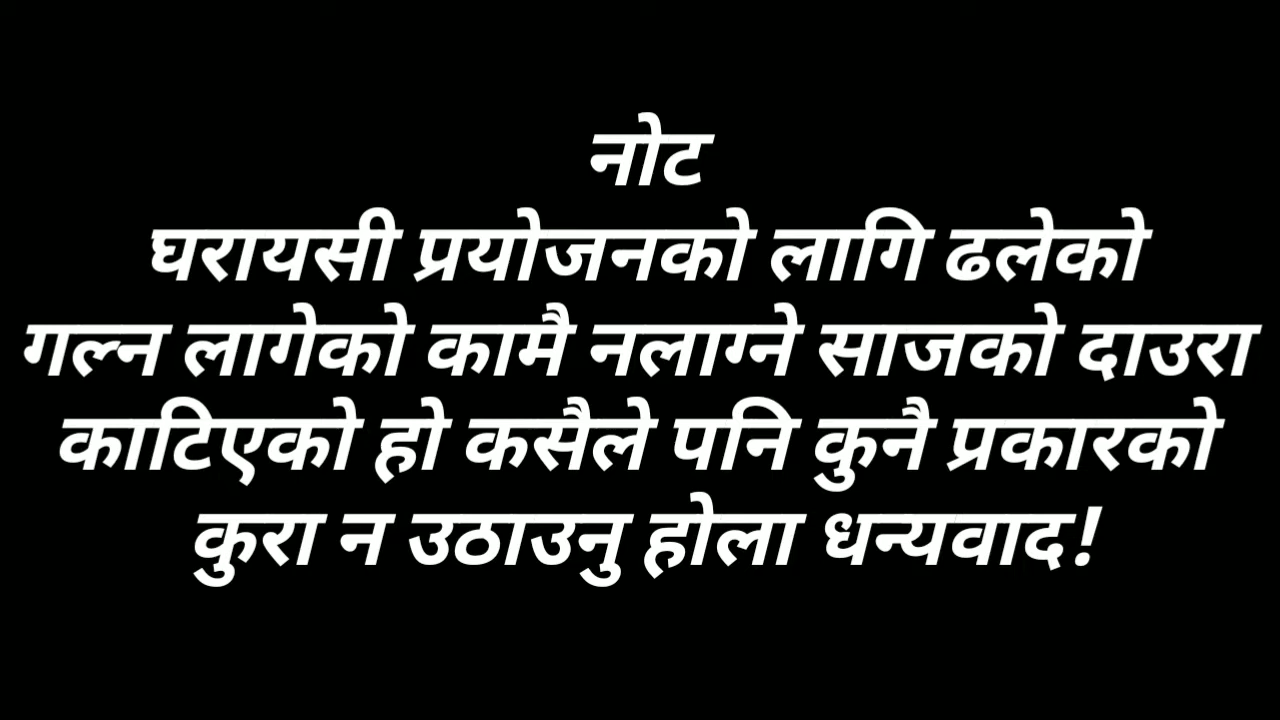 नोट
घरायसी प्रयोजनको लागि ढलेको
गल्न लागेको कामै नलाग्ने साजको दाउरा
काटिएको हो कसैले पनि कुनै प्रकारको
कुरा न उठाउनु होला धन्यवाद!